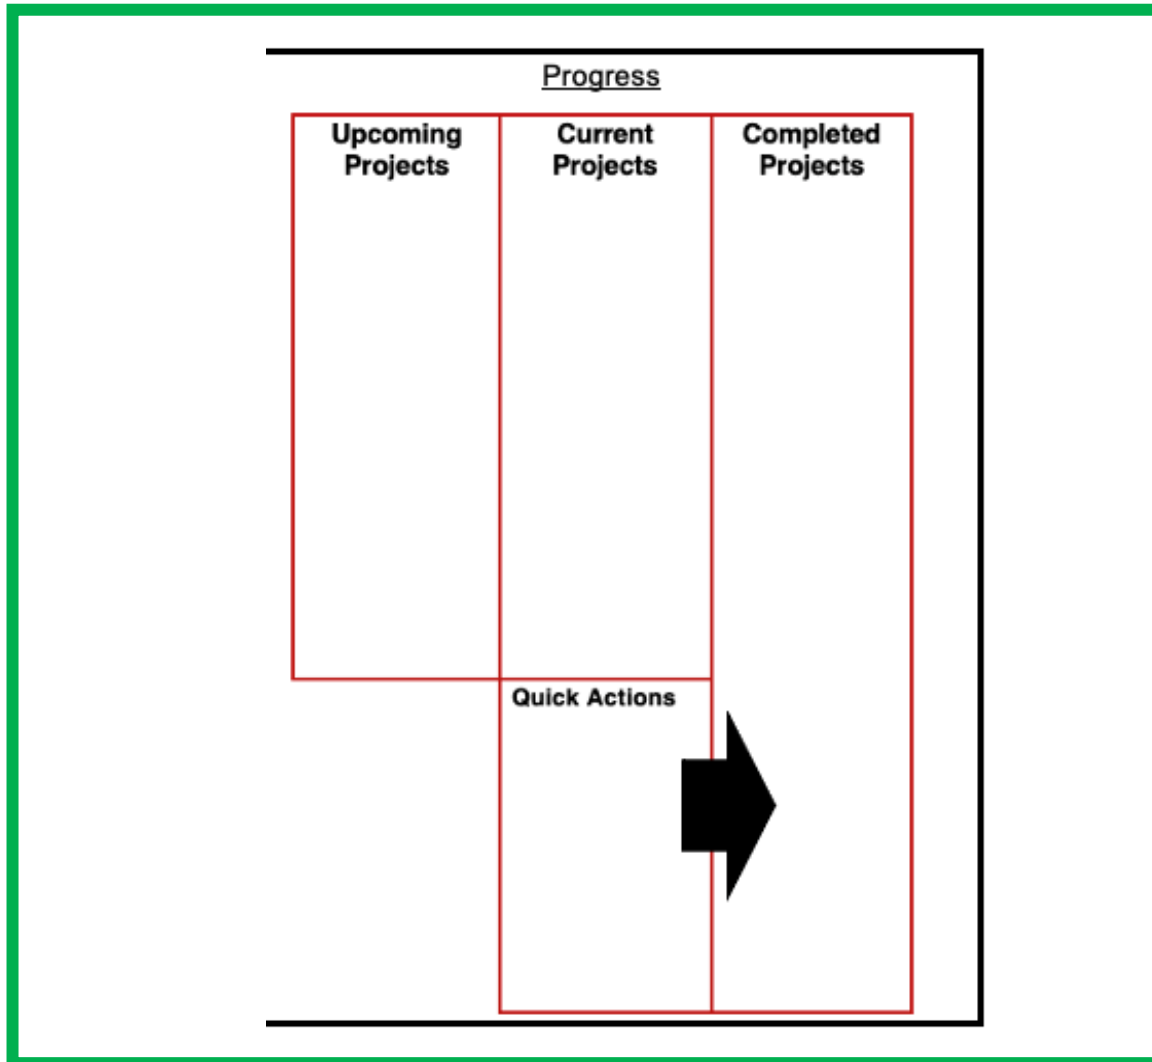 Progress
Upcoming
Projects
Current
Projects
Completed
Projects
Quick Actions